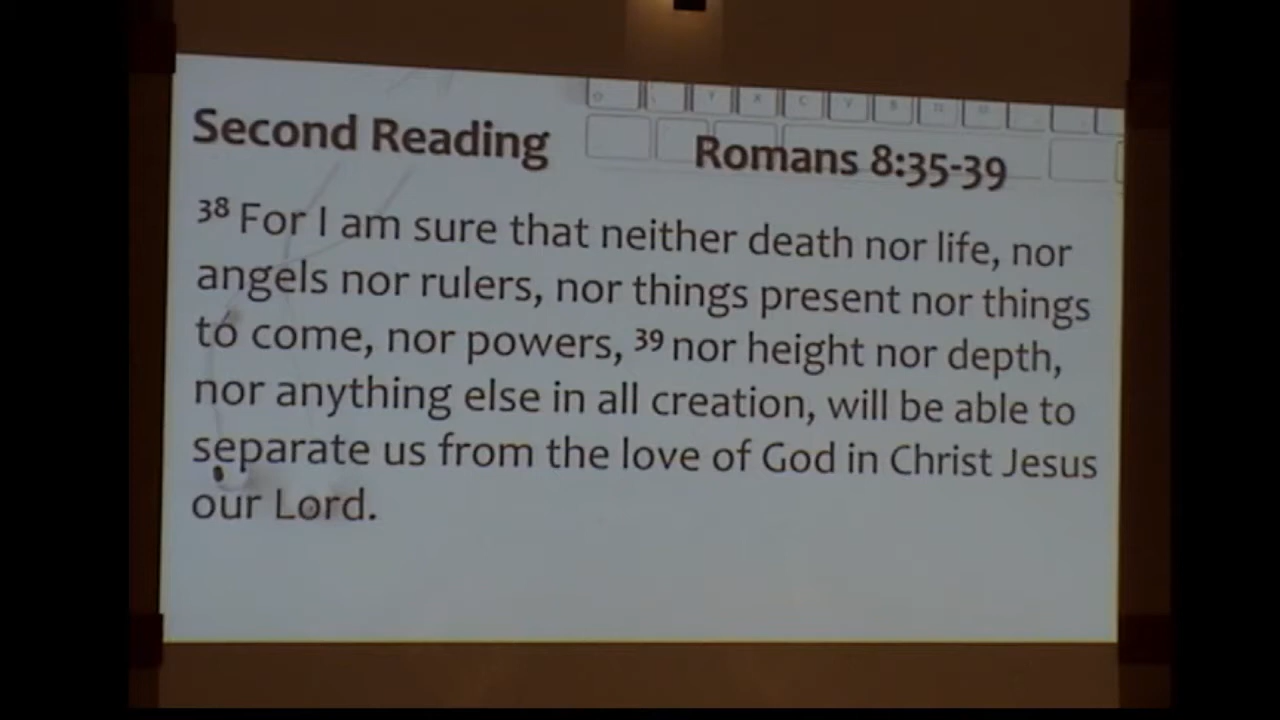 Second Reading Romans 8:35-39
38 For I am sure that neither death nor life, nor
angels nor rulers, nor things present nor things
to come, nor powers, 39 nor height nor depth,
nor anything else in all creation, will be able to
separate us from the love of God in Christ Jesus
our Lord.